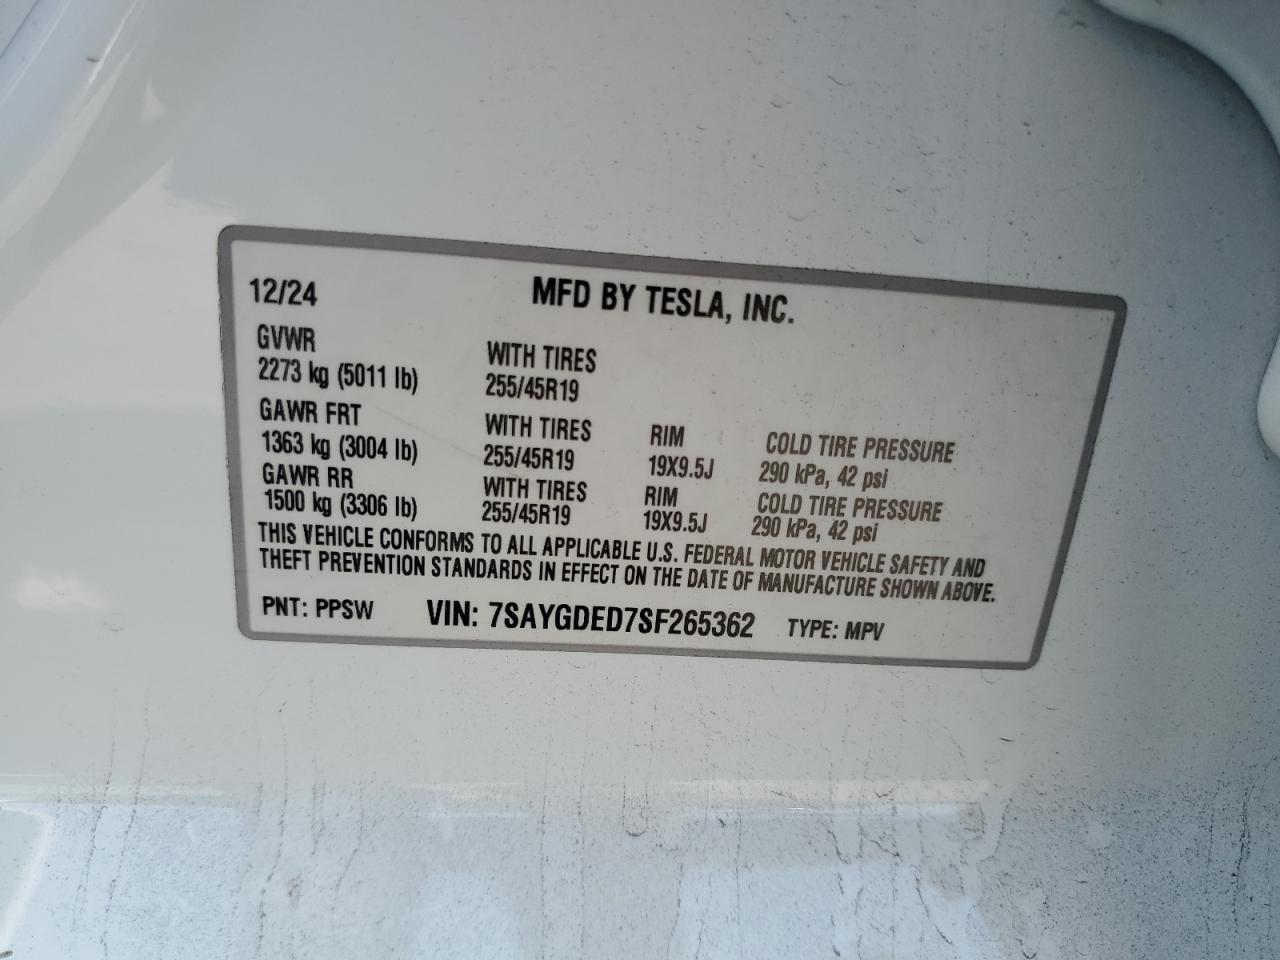 12/24 MFD BY TESLA, INC.
GVWR WITH TIRES
2273 kg (5011 lb) 255/45R19
GAWR FRT WITH TIRES RIM COLD TIRE PRESSURE
1363 kg (3004 lb) 255/45R19 19X9.5J 290 kPa, 42 psi
GAWR RR WITH TIRES RIM COLD TIRE PRESSURE
1500 kg (3306 lb) 255/45R19 19X9.5J 290 kPa, 42 psi
THIS VEHICLE CONFORMS TO ALL APPLICABLE U.S. FEDERAL MOTOR VEHICLE SAFETY AND
THEFT PREVENTION STANDARDS IN EFFECT ON THE DATE OF MANUFACTURE SHOWN ABOVE.
PNT: PPSW VIN: 7SAYGDED7SF265362 TYPE: MPV